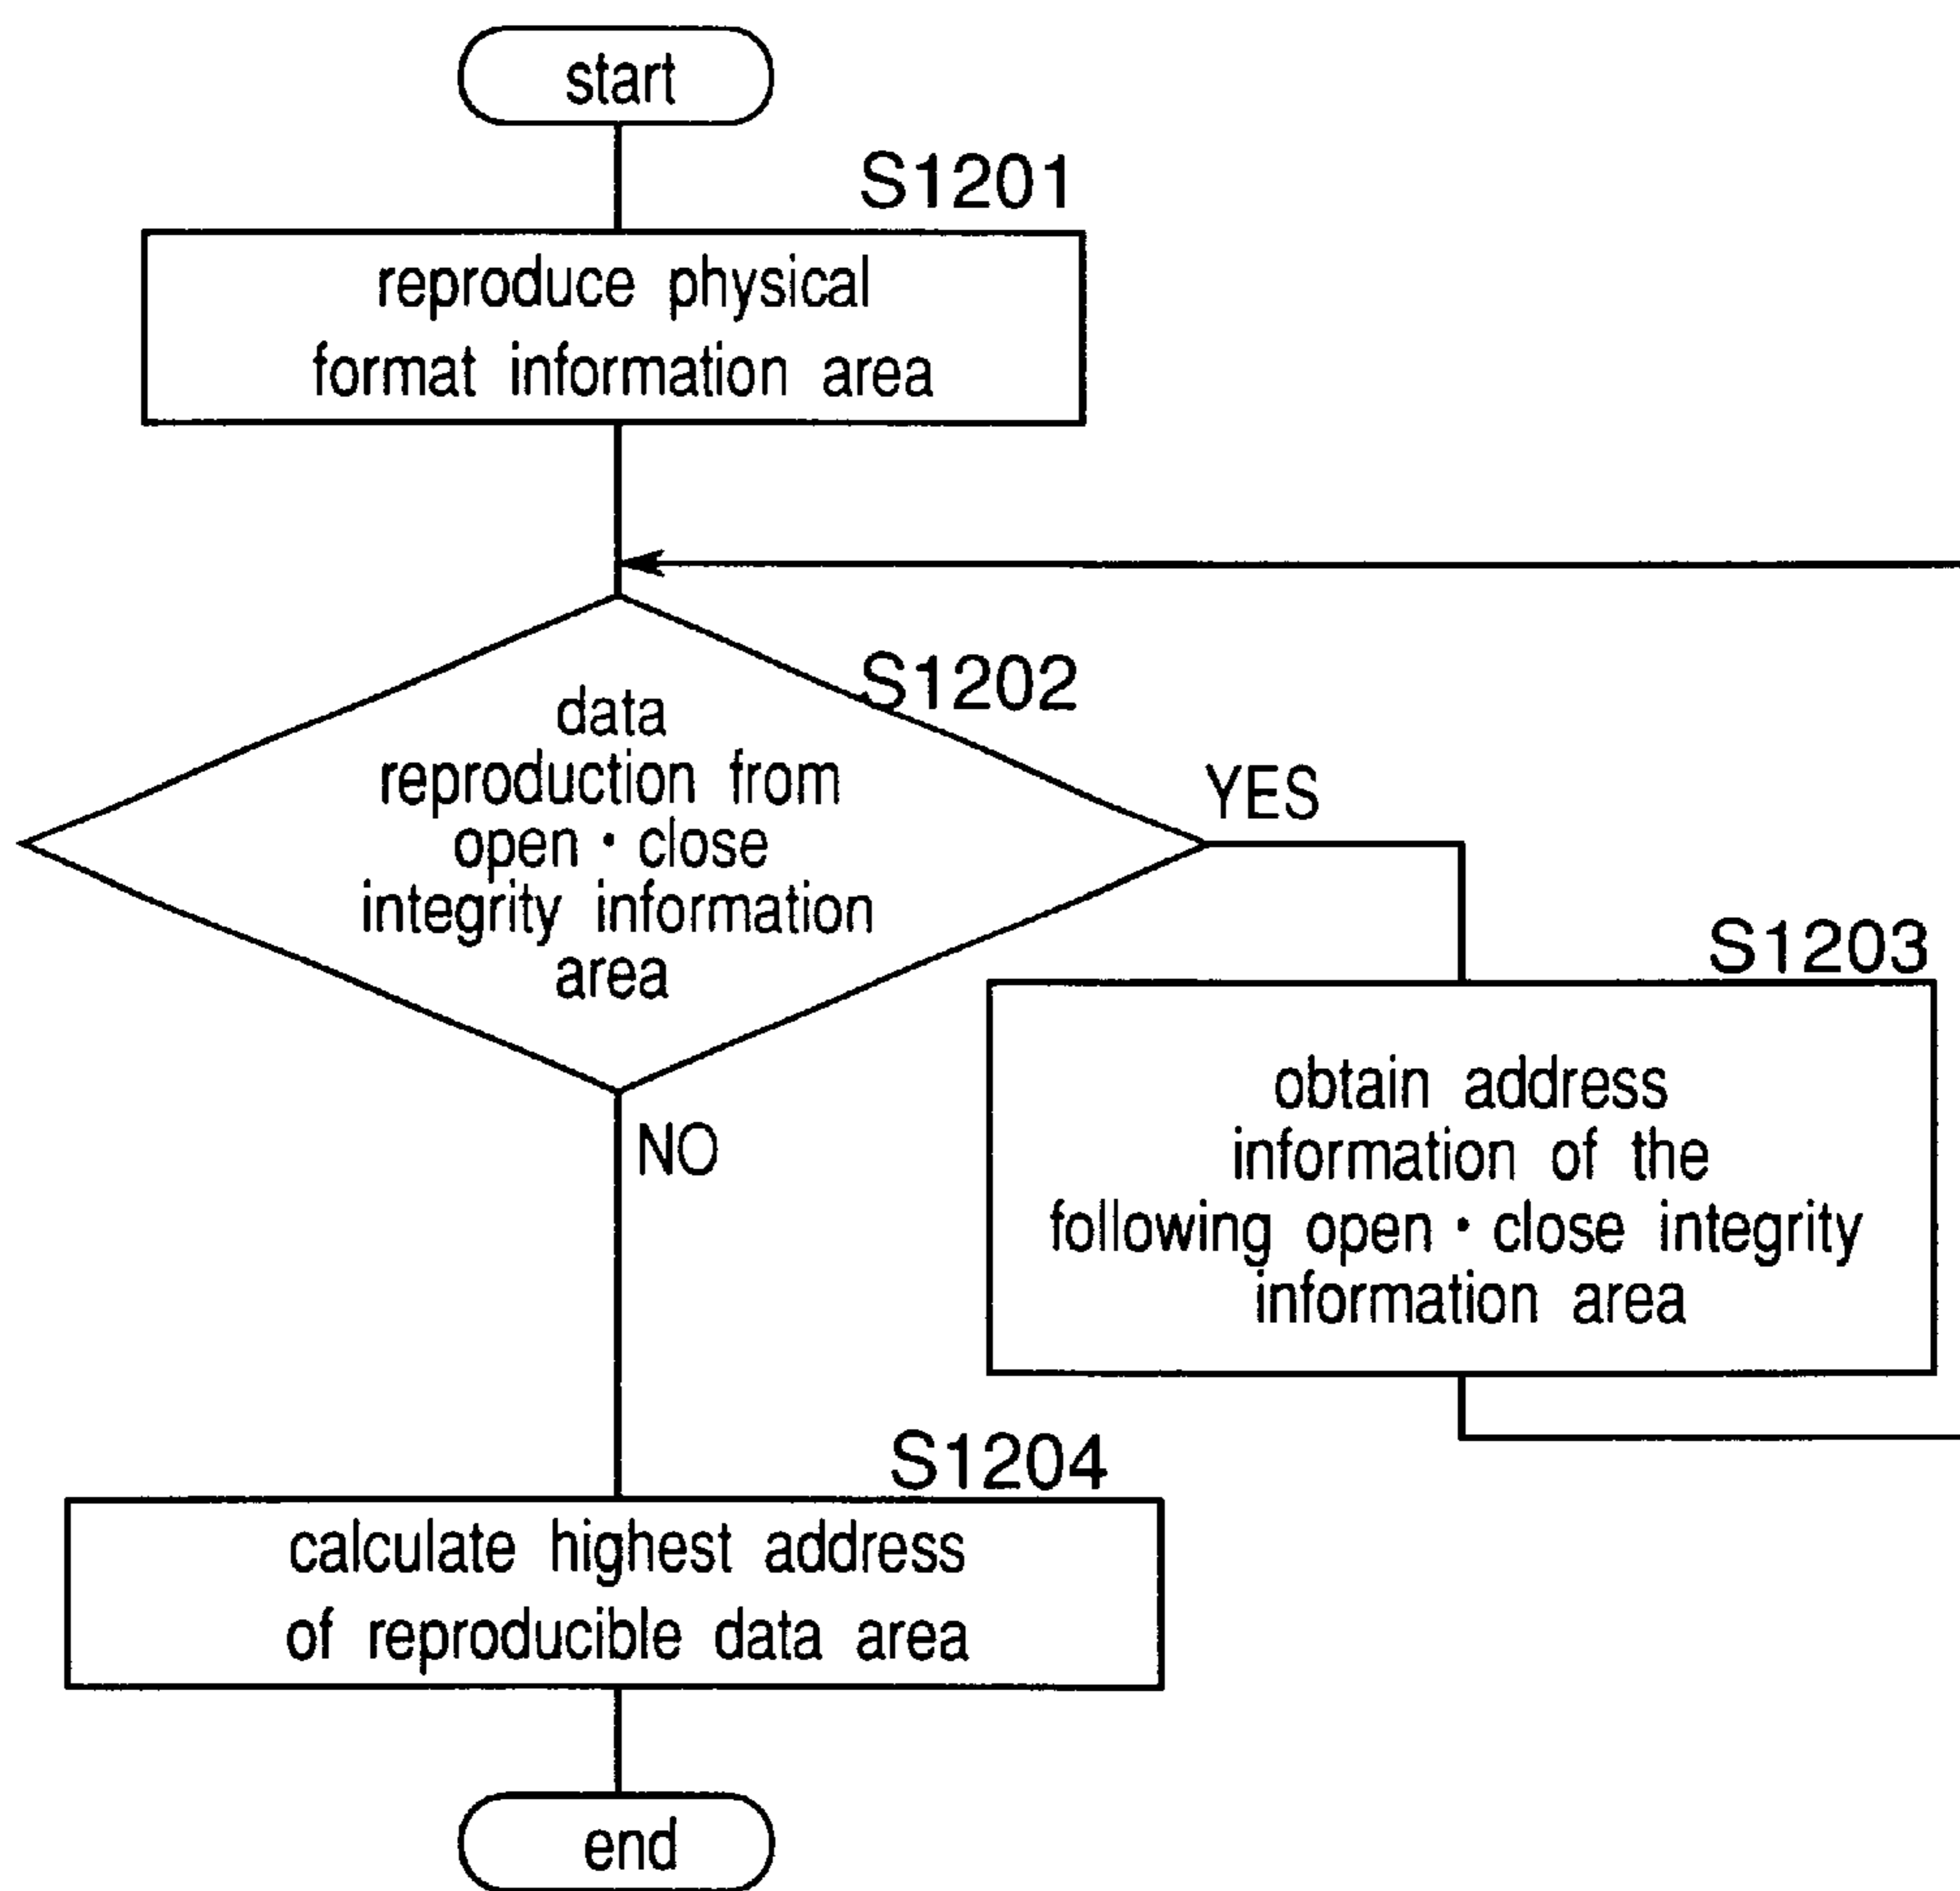 start
S1201
reproduce physical
format information area
S1202
data
reproduction from
open・close
integrity information
area
YES
NO
S1203
obtain address
information of the
following open・close integrity
information area
S1204
calculate highest address
of reproducible data area
end